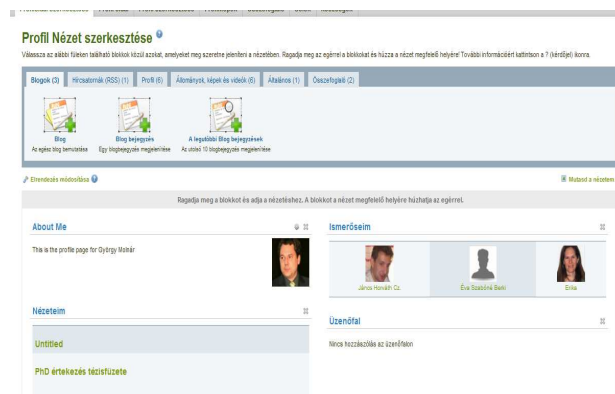 Profil Nézet szerkesztése
Válassza az alábbi füleken található blokkok közül azokat, amelyeket meg szeretne jeleníteni a nézetében. Ragadja meg az egérrel a blokkokat és húzza a nézet megfelelő helyére! További információért kattintson a ? (kérdőjel) ikonra.
Blogok (3) Hírcsatornák (RSS) (1) Profil (6) Állományok, képek és videók (6) Általános (1) Összefoglaló (2)
Blog Blog bejegyzés A legutóbbi Blog bejegyzések
Az egész blog bemutatása Egy blogbejegyzés megjelenítése Az utolsó 10 blogbejegyzés megjelenítése
Elrendezés módosítása Mutasd a nézetem
Ragadja meg a blokkot és adja a nézetéshez. A blokkot a nézet megfelelő helyére húzhatja az egérrel.
About Me
This is the profile page for György Molnár
Ismerőseim
János Horváth Cz. Éva Szabóné Berki Erika
Nézeteim
Untitled
PhD értekezés tézisfüzete
Üzenőfal
Nincs hozzászólás az üzenőfalon